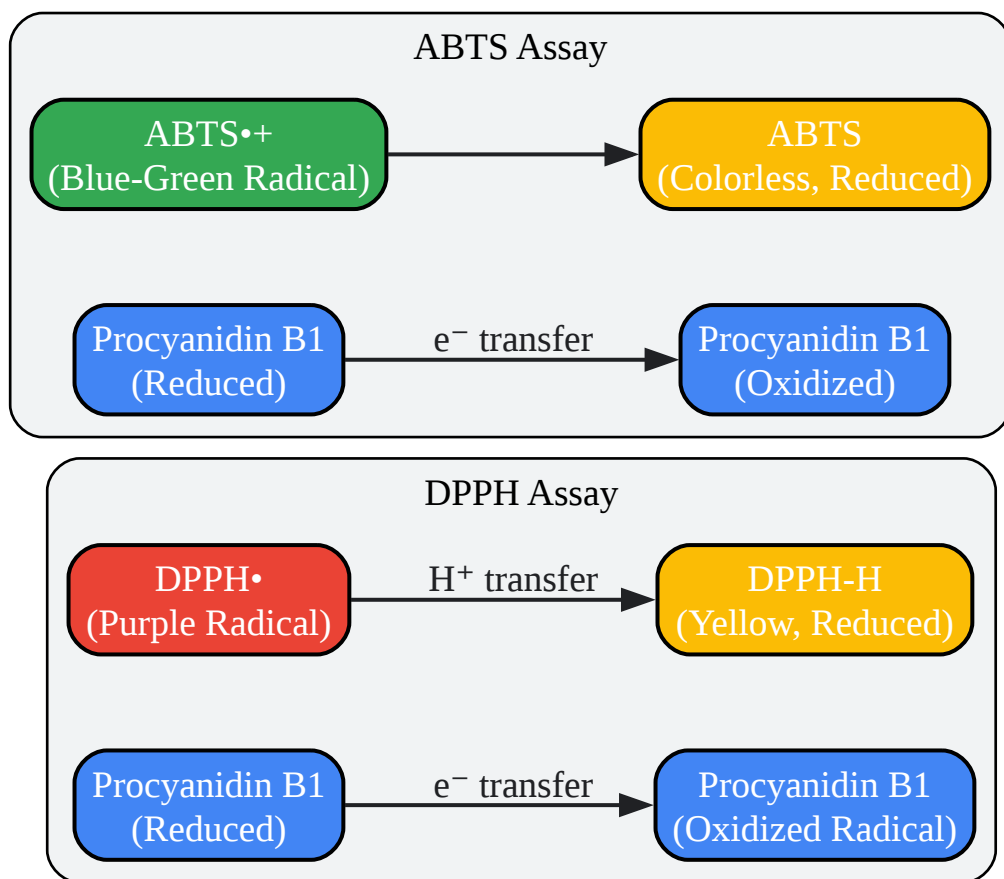 ABTS Assay
ABTS•+
(Blue-Green Radical)
ABTS
(Colorless, Reduced)
Procyanidin B1
(Reduced)
e⁻ transfer
Procyanidin B1
(Oxidized)
DPPH Assay
DPPH•
(Purple Radical)
H⁺ transfer
DPPH-H
(Yellow, Reduced)
Procyanidin B1
(Reduced)
e⁻ transfer
Procyanidin B1
(Oxidized Radical)